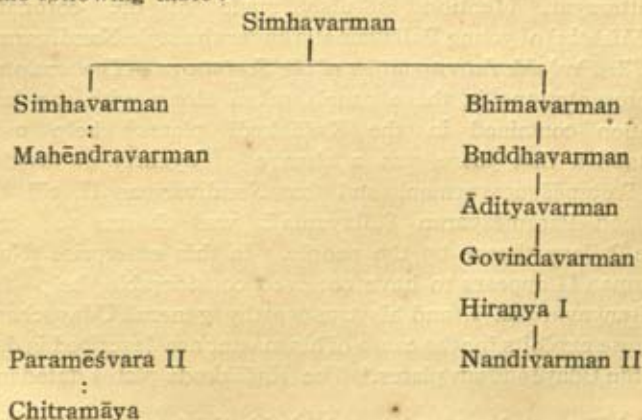 Simhavarman
Simhavarman Bhīmavarman
: 
Mahēndravarman Buddhavarman
Ādityavarman
Govindavarman
Hiraṇya I
Paramēśvara II Nandivarman II
:
Chitramāya